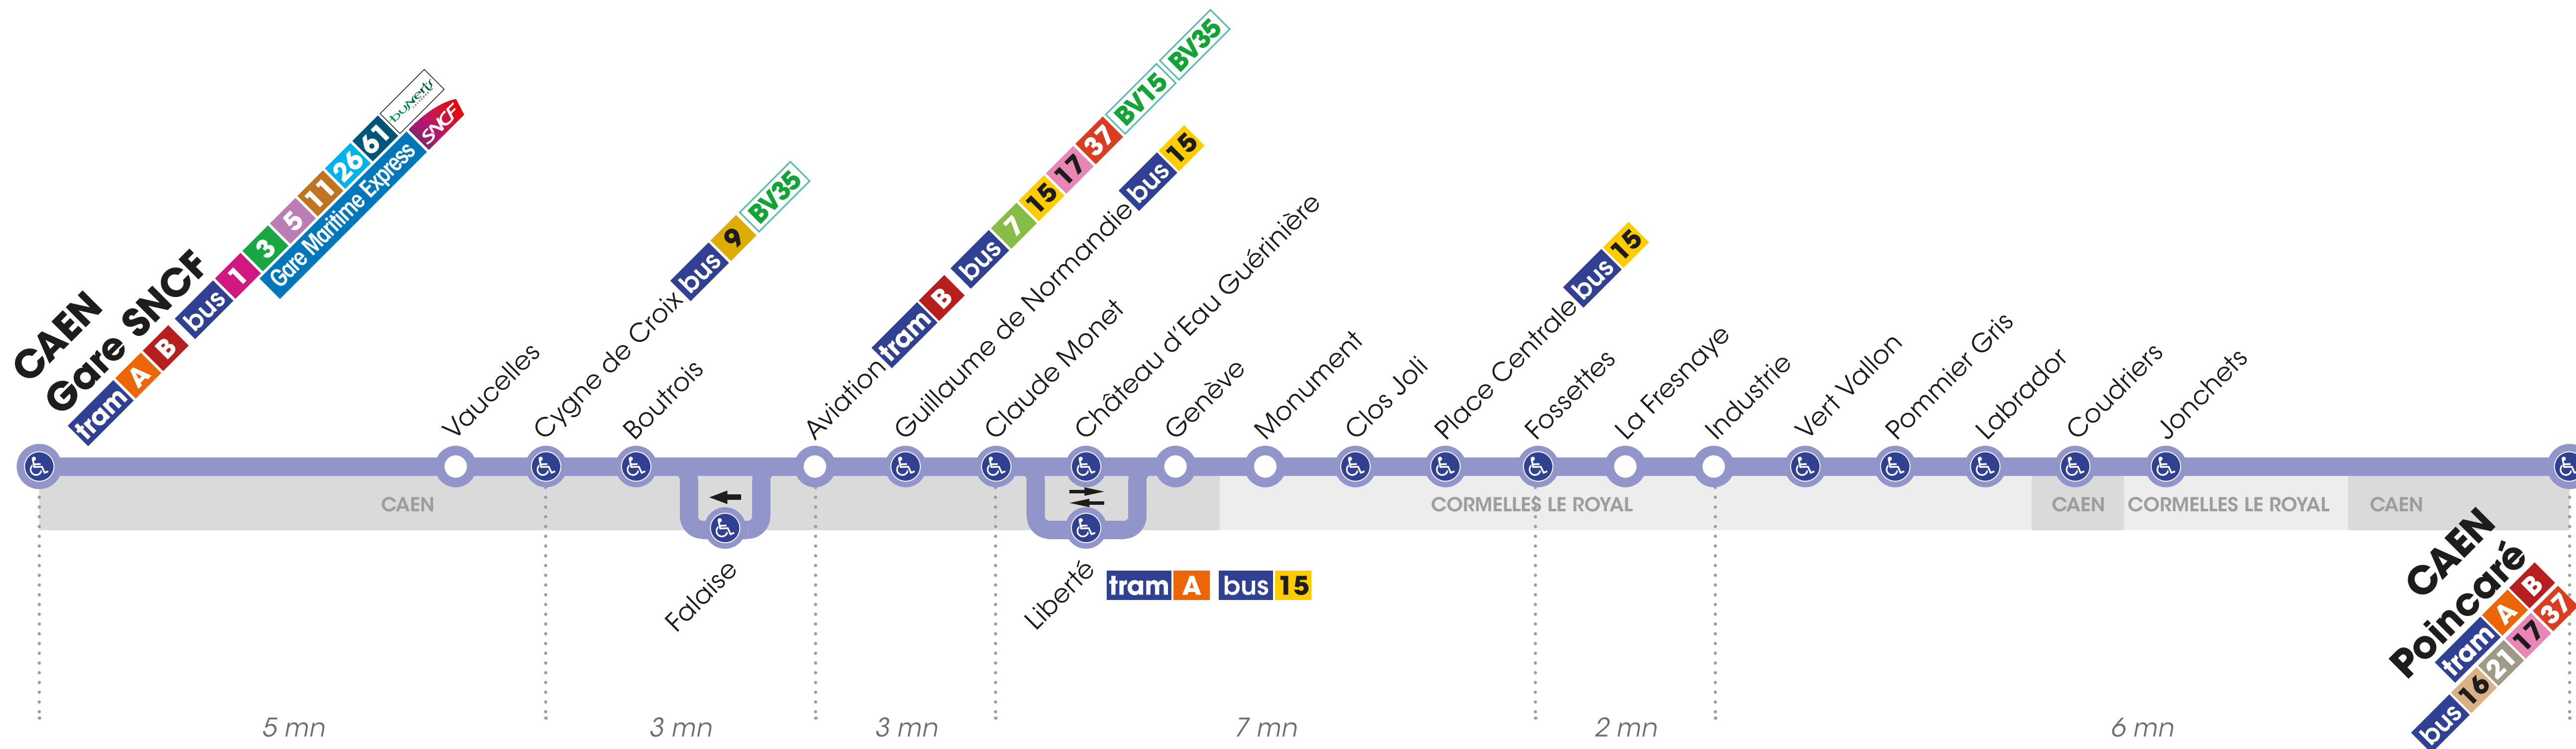 CAEN
Gare SNCF
tram A B bus 1 3 5 11 26 61 busverts
Gare Maritime Express SNCF
Vaucelles
Cygne de Croix bus 9 BV35
Boutrois
Falaise
Aviation tram B bus 7 15 17 37 BV15 BV35
Guillaume de Normandie bus 15
Claude Monet
Château d'Eau Guérinière
Liberté tram A bus 15
Genève
Monument
Clos Joli
Place Centrale bus 15
Fossettes
La Fresnaye
Industrie
Vert Vallon
Pommier Gris
Labrador
Coudriers
Jonchets
CAEN
Poincaré
tram A B
bus 16 21 17 37
CAEN
CORMELLES LE ROYAL
CAEN
CORMELLES LE ROYAL
CAEN
5 mn
3 mn
3 mn
7 mn
2 mn
6 mn